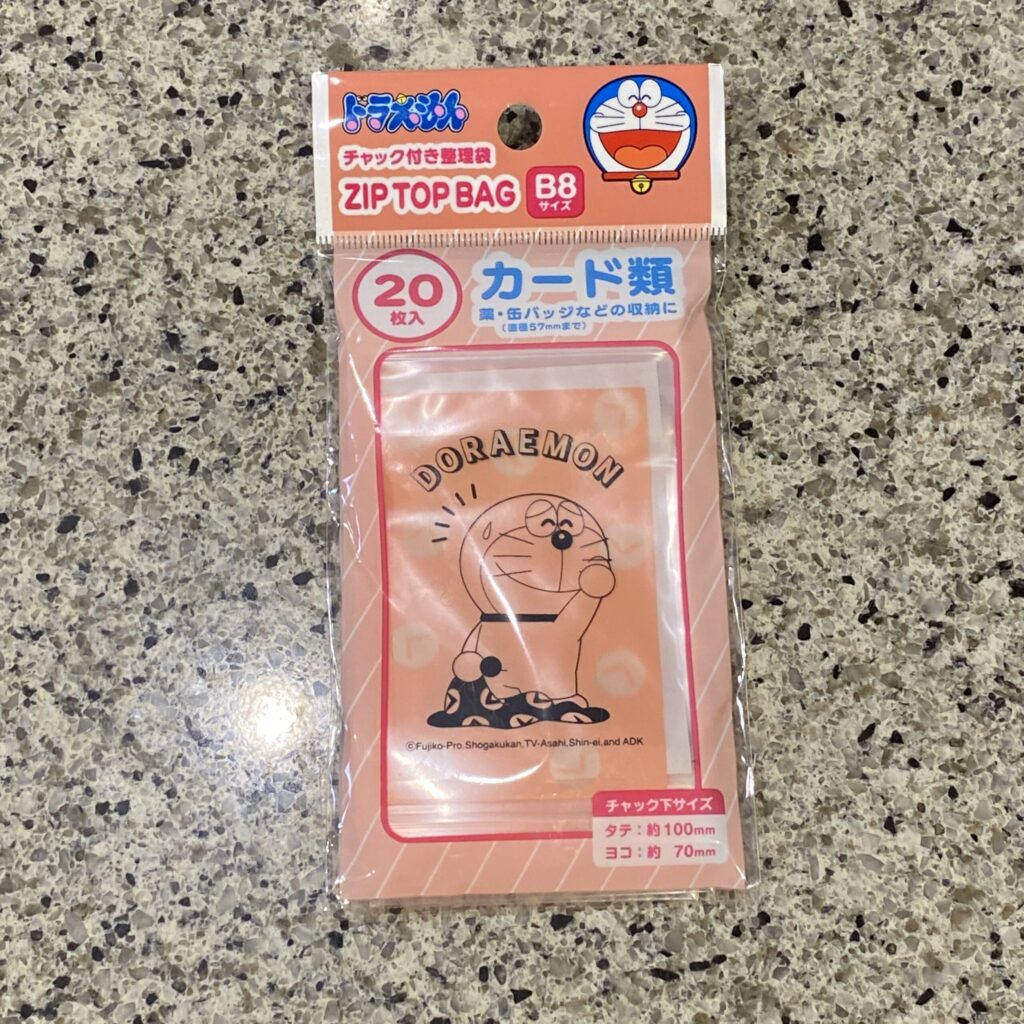 ドラえもん
チャック付き整理袋
ZIP TOP BAG
B8
サイズ
20
枚入
カード類
薬・缶バッジなどの収納に
(直径57mmまで)
DORAEMON
©Fujiko-Pro,Shogakukan,TV-Asahi,Shin-ei,and ADK
チャック下サイズ
タテ：約100mm
ヨコ：約 70mm